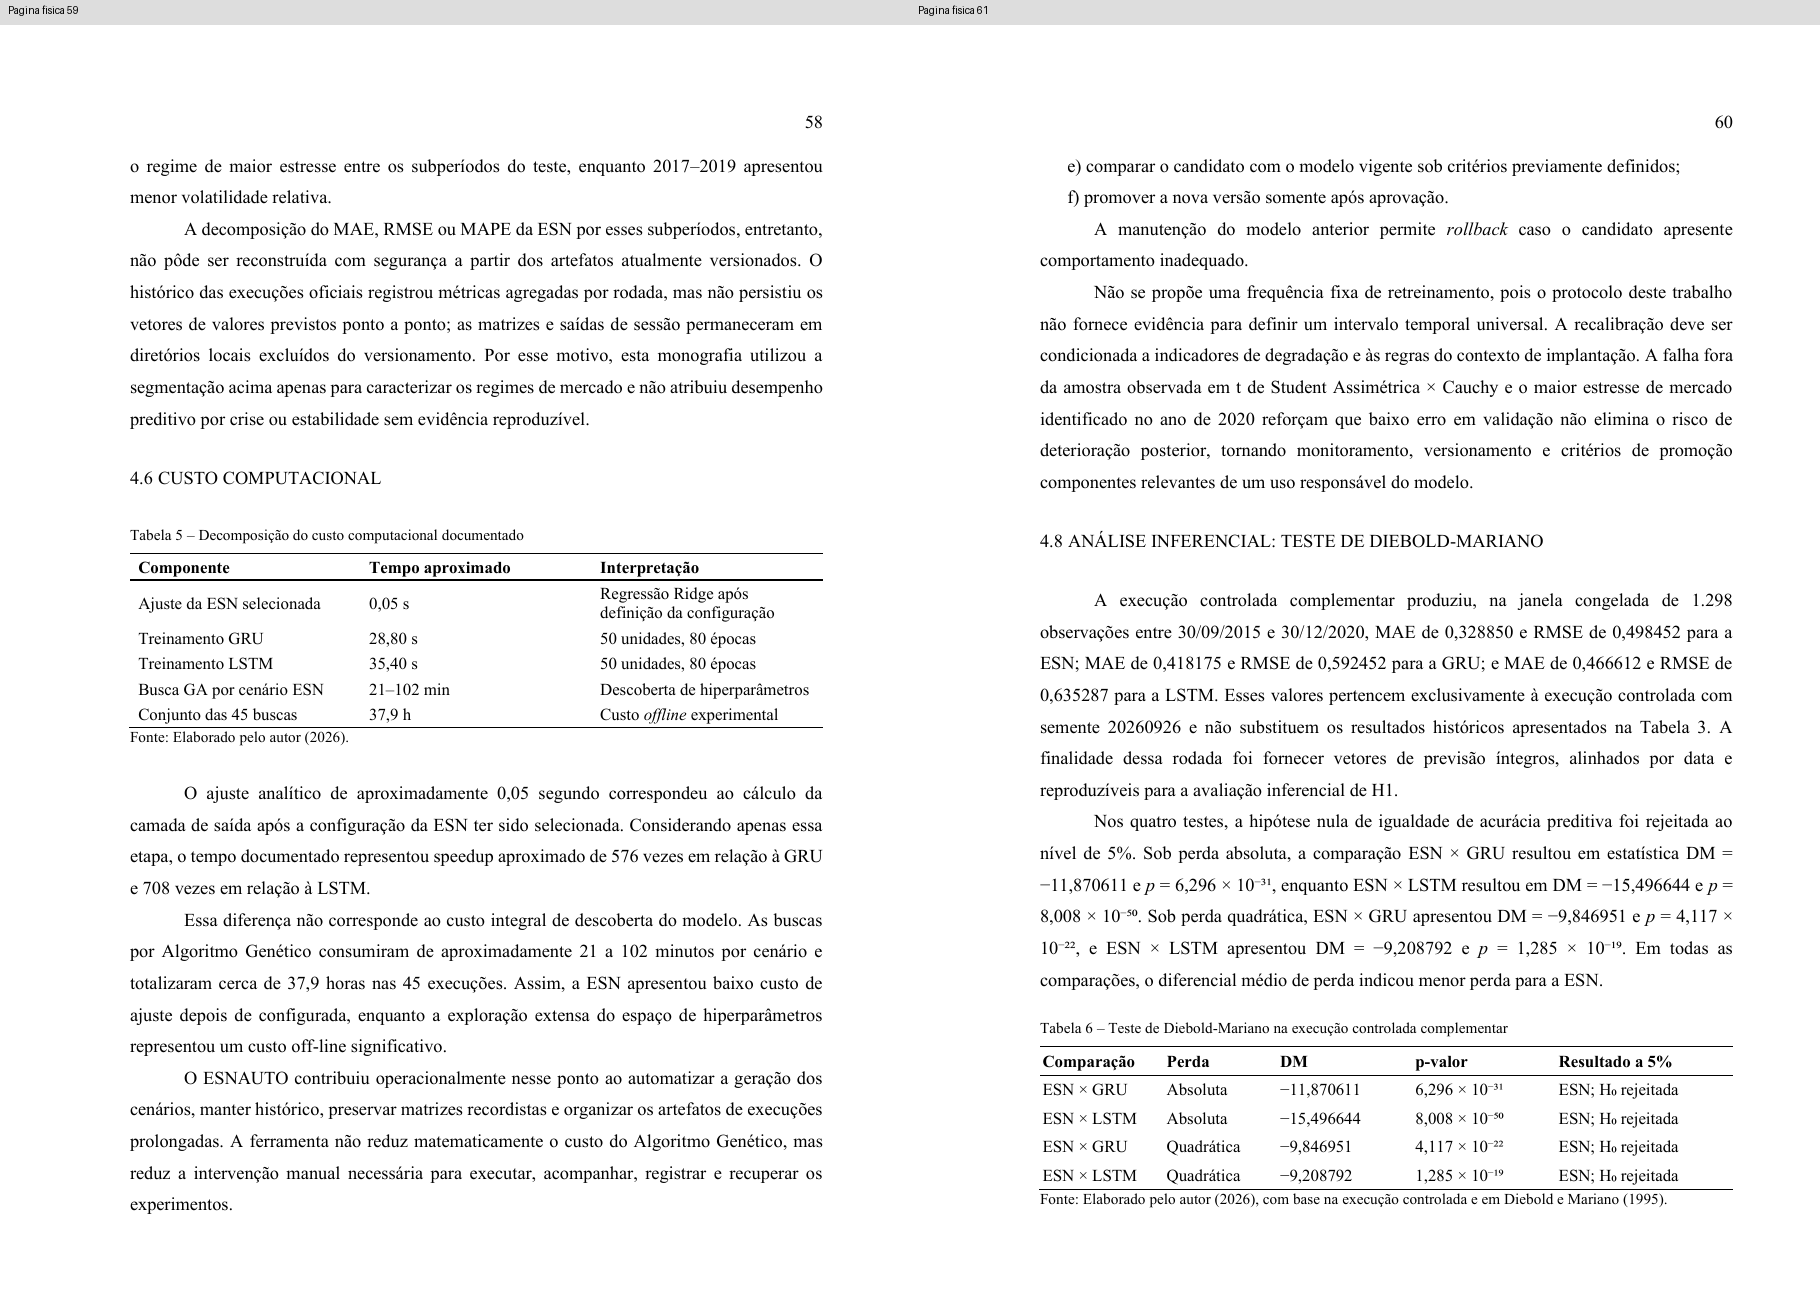 Pagina fisica 59
58
o regime de maior estresse entre os subperíodos do teste, enquanto 2017–2019 apresentou
menor volatilidade relativa.
A decomposição do MAE, RMSE ou MAPE da ESN por esses subperíodos, entretanto,
não pôde ser reconstruída com segurança a partir dos artefatos atualmente versionados. O
histórico das execuções oficiais registrou métricas agregadas por rodada, mas não persistiu os
vetores de valores previstos ponto a ponto; as matrizes e saídas de sessão permaneceram em
diretórios locais excluídos do versionamento. Por esse motivo, esta monografia utilizou a
segmentação acima apenas para caracterizar os regimes de mercado e não atribuiu desempenho
preditivo por crise ou estabilidade sem evidência reproduzível.
4.6 CUSTO COMPUTACIONAL
Tabela 5 – Decomposição do custo computacional documentado
Componente Tempo aproximado Interpretação
Ajuste da ESN selecionada 0,05 s Regressão Ridge após
definição da configuração
Treinamento GRU 28,80 s 50 unidades, 80 épocas
Treinamento LSTM 35,40 s 50 unidades, 80 épocas
Busca GA por cenário ESN 21–102 min Descoberta de hiperparâmetros
Conjunto das 45 buscas 37,9 h Custo offline experimental
Fonte: Elaborado pelo autor (2026).
O ajuste analítico de aproximadamente 0,05 segundo correspondeu ao cálculo da
camada de saída após a configuração da ESN ter sido selecionada. Considerando apenas essa
etapa, o tempo documentado representou speedup aproximado de 576 vezes em relação à GRU
e 708 vezes em relação à LSTM.
Essa diferença não corresponde ao custo integral de descoberta do modelo. As buscas
por Algoritmo Genético consumiram de aproximadamente 21 a 102 minutos por cenário e
totalizaram cerca de 37,9 horas nas 45 execuções. Assim, a ESN apresentou baixo custo de
ajuste depois de configurada, enquanto a exploração extensa do espaço de hiperparâmetros
representou um custo off-line significativo.
O ESNAUTO contribuiu operacionalmente nesse ponto ao automatizar a geração dos
cenários, manter histórico, preservar matrizes recordistas e organizar os artefatos de execuções
prolongadas. A ferramenta não reduz matematicamente o custo do Algoritmo Genético, mas
reduz a intervenção manual necessária para executar, acompanhar, registrar e recuperar os
experimentos.
Pagina fisica 61
60
e) comparar o candidato com o modelo vigente sob critérios previamente definidos;
f) promover a nova versão somente após aprovação.
A manutenção do modelo anterior permite rollback caso o candidato apresente
comportamento inadequado.
Não se propõe uma frequência fixa de retreinamento, pois o protocolo deste trabalho
não fornece evidência para definir um intervalo temporal universal. A recalibração deve ser
condicionada a indicadores de degradação e às regras do contexto de implantação. A falha fora
da amostra observada em t de Student Assimétrica × Cauchy e o maior estresse de mercado
identificado no ano de 2020 reforçam que baixo erro em validação não elimina o risco de
deterioração posterior, tornando monitoramento, versionamento e critérios de promoção
componentes relevantes de um uso responsável do modelo.
4.8 ANÁLISE INFERENCIAL: TESTE DE DIEBOLD-MARIANO
A execução controlada complementar produziu, na janela congelada de 1.298
observações entre 30/09/2015 e 30/12/2020, MAE de 0,328850 e RMSE de 0,498452 para a
ESN; MAE de 0,418175 e RMSE de 0,592452 para a GRU; e MAE de 0,466612 e RMSE de
0,635287 para a LSTM. Esses valores pertencem exclusivamente à execução controlada com
semente 20260926 e não substituem os resultados históricos apresentados na Tabela 3. A
finalidade dessa rodada foi fornecer vetores de previsão íntegros, alinhados por data e
reproduzíveis para a avaliação inferencial de H1.
Nos quatro testes, a hipótese nula de igualdade de acurácia preditiva foi rejeitada ao
nível de 5%. Sob perda absoluta, a comparação ESN × GRU resultou em estatística DM =
−11,870611 e p = 6,296 × 10⁻³¹, enquanto ESN × LSTM resultou em DM = −15,496644 e p =
8,008 × 10⁻⁵⁰. Sob perda quadrática, ESN × GRU apresentou DM = −9,846951 e p = 4,117 ×
10⁻²², e ESN × LSTM apresentou DM = −9,208792 e p = 1,285 × 10⁻¹⁹. Em todas as
comparações, o diferencial médio de perda indicou menor perda para a ESN.
Tabela 6 – Teste de Diebold-Mariano na execução controlada complementar
Comparação Perda DM p-valor Resultado a 5%
ESN × GRU Absoluta −11,870611 6,296 × 10⁻³¹ ESN; H₀ rejeitada
ESN × LSTM Absoluta −15,496644 8,008 × 10⁻⁵⁰ ESN; H₀ rejeitada
ESN × GRU Quadrática −9,846951 4,117 × 10⁻²² ESN; H₀ rejeitada
ESN × LSTM Quadrática −9,208792 1,285 × 10⁻¹⁹ ESN; H₀ rejeitada
Fonte: Elaborado pelo autor (2026), com base na execução controlada e em Diebold e Mariano (1995).